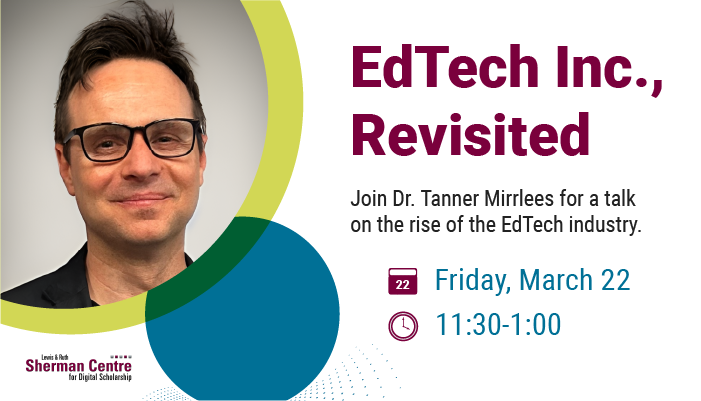 EdTech Inc.,
Revisited
Join Dr. Tanner Mirrlees for a talk
on the rise of the EdTech industry.
22
Friday, March 22
11:30-1:00
Lewis & Ruth
Sherman Centre
for Digital Scholarship